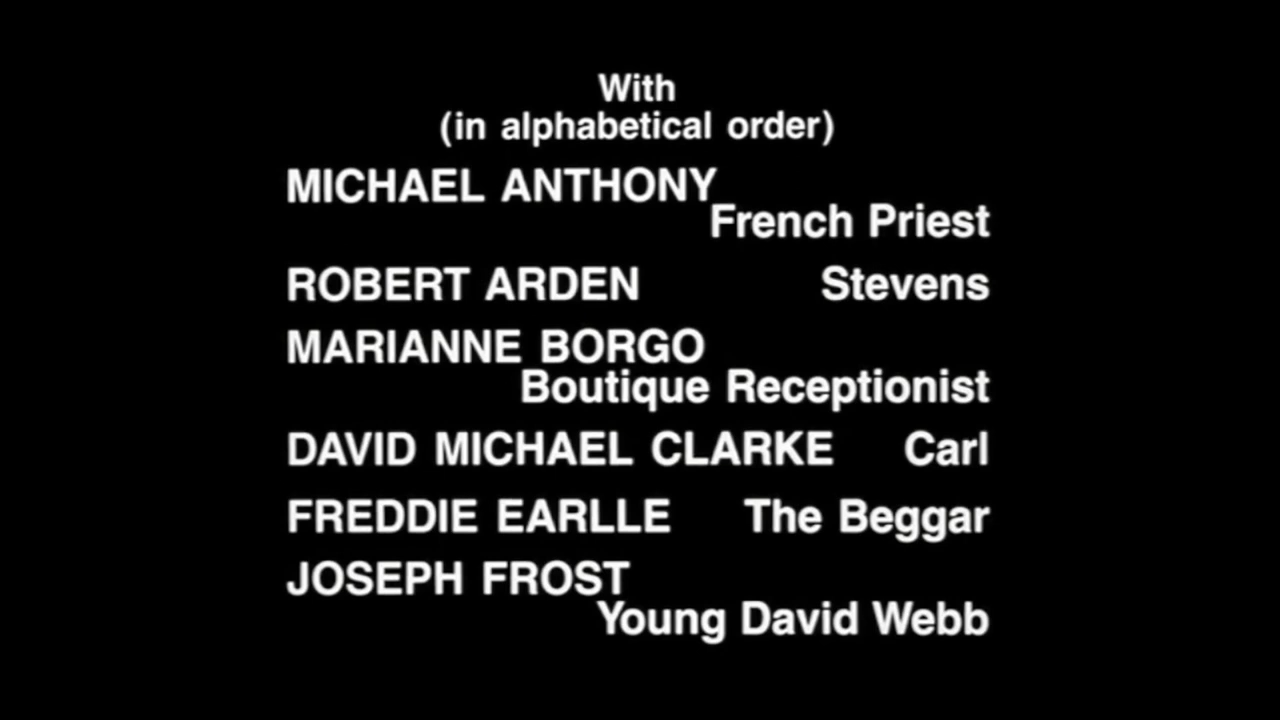 With
(in alphabetical order)
MICHAEL ANTHONY
French Priest
ROBERT ARDEN Stevens
MARIANNE BORGO
Boutique Receptionist
DAVID MICHAEL CLARKE Carl
FREDDIE EARLLE The Beggar
JOSEPH FROST
Young David Webb